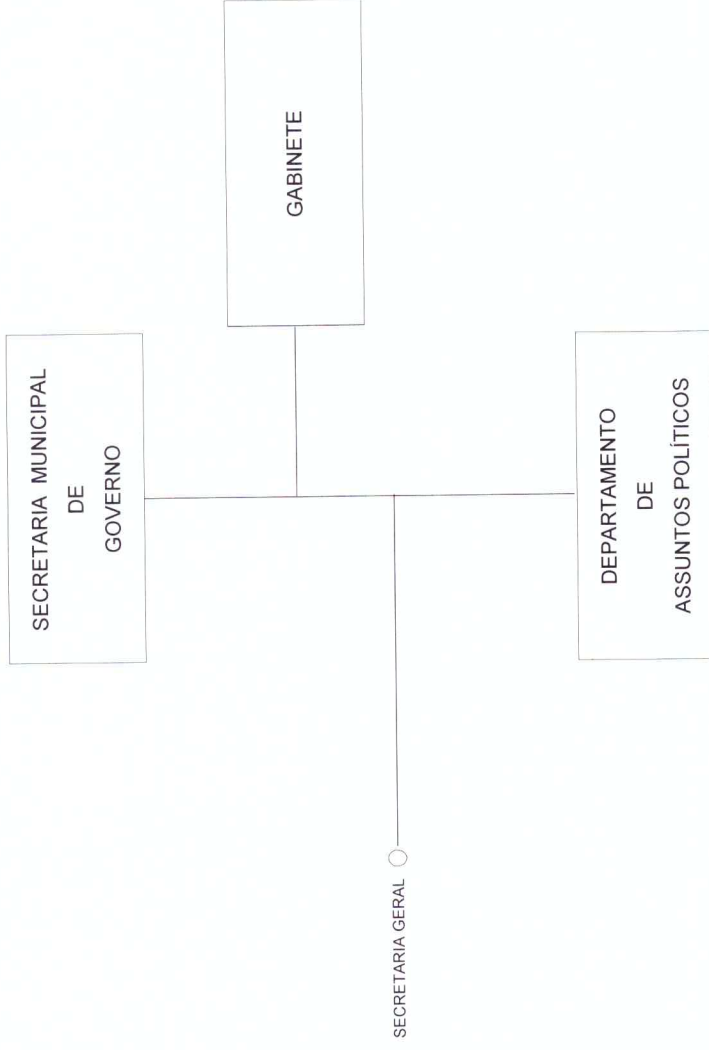 SECRETARIA MUNICIPAL
DE
GOVERNO
GABINETE
SECRETARIA GERAL
DEPARTAMENTO
DE
ASSUNTOS POLÍTICOS